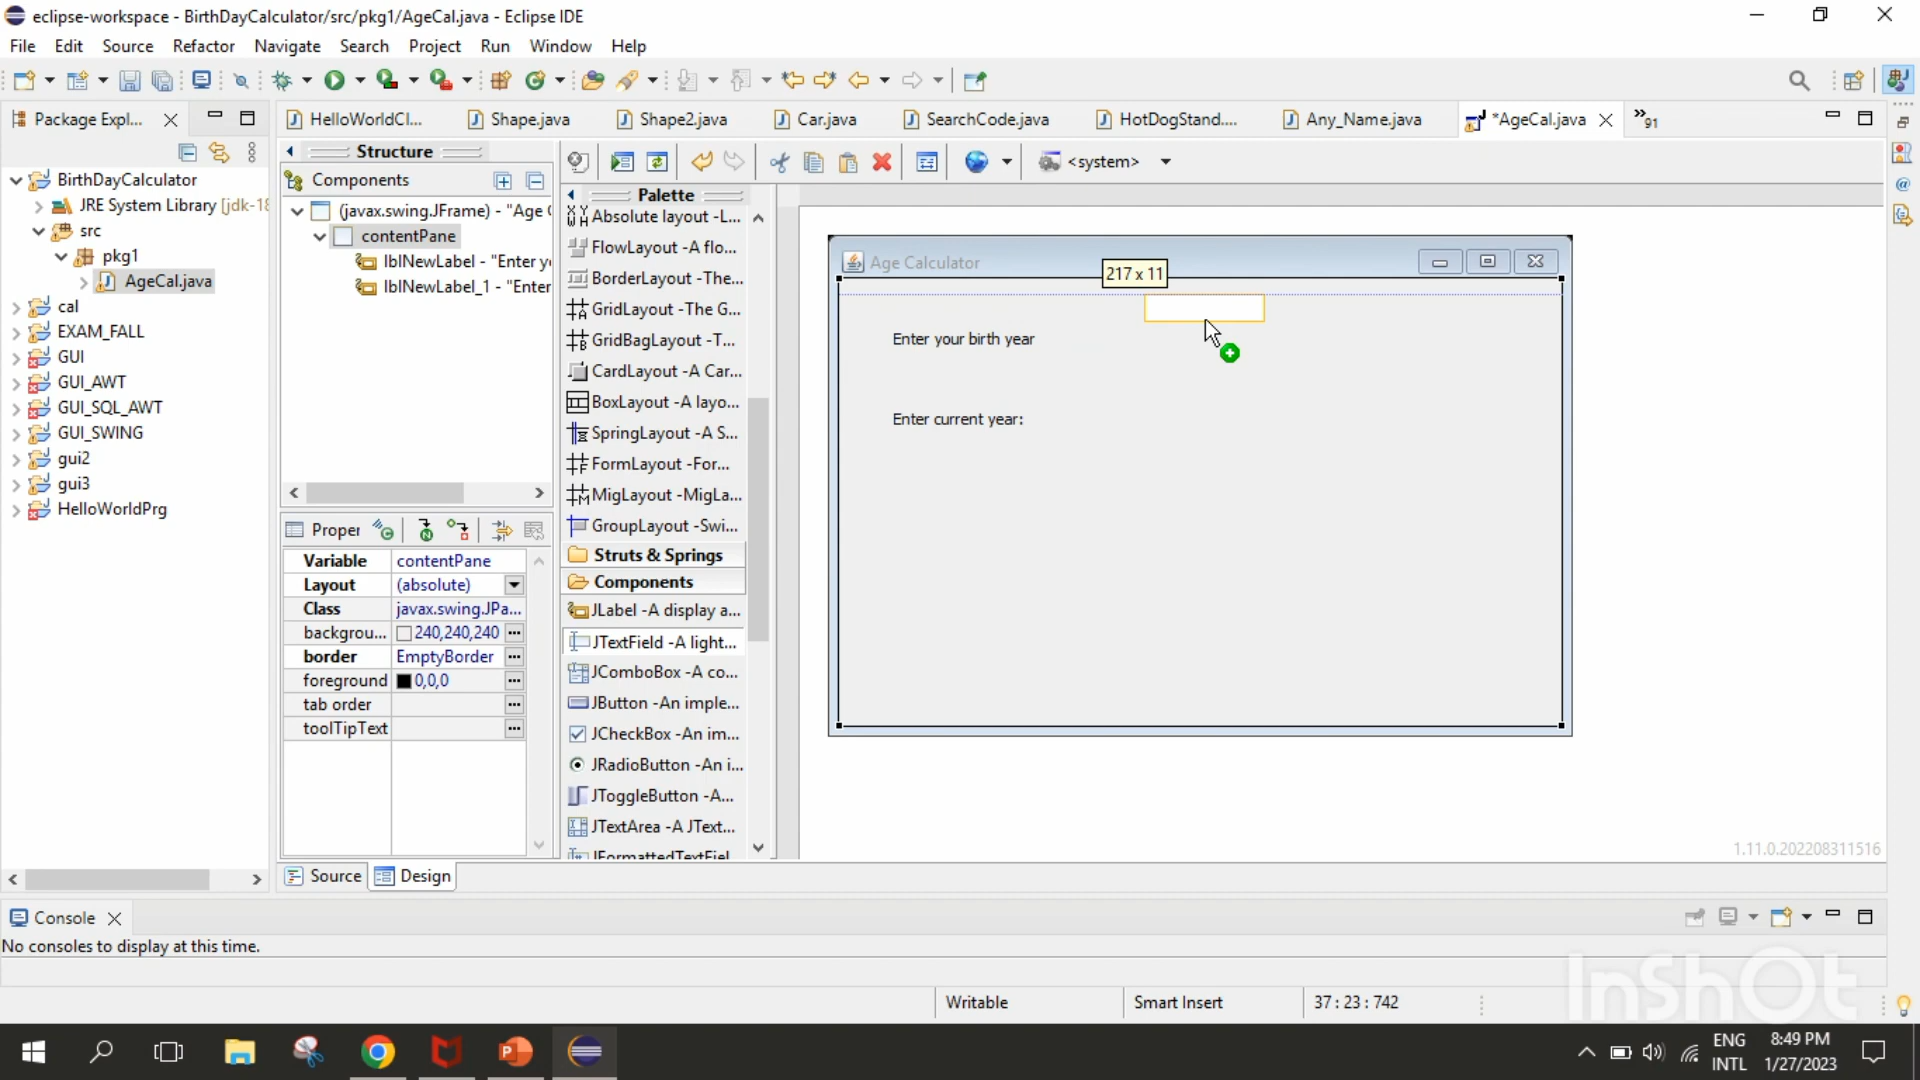 eclipse-workspace - BirthDayCalculator/src/pkg1/AgeCal.java - Eclipse IDE
File Edit Source Refactor Navigate Search Project Run Window Help
Package Expl...
HelloWorldCl... Shape.java Shape2.java Car.java SearchCode.java HotDogStand.... Any_Name.java *AgeCal.java »91
BirthDayCalculator
JRE System Library [jdk-18
src
pkg1
AgeCal.java
cal
EXAM_FALL
GUI
GUI_AWT
GUI_SQL_AWT
GUI_SWING
gui2
gui3
HelloWorldPrg
Structure
Components
(javax.swing.JFrame) - "Age
contentPane
lblNewLabel - "Enter y
lblNewLabel_1 - "Enter
Proper
Variable contentPane
Layout (absolute)
Class javax.swing.JPa...
backgrou... 240,240,240
border EmptyBorder
foreground 0,0,0
tab order
toolTipText
<system>
Palette
Absolute layout -L...
FlowLayout -A flo...
BorderLayout -The...
GridLayout -The G...
GridBagLayout -T...
CardLayout -A Car...
BoxLayout -A layo...
SpringLayout -A S...
FormLayout -For...
MigLayout -MigLa...
GroupLayout -Swi...
Struts & Springs
Components
JLabel -A display a...
JTextField -A light...
JComboBox -A co...
JButton -An imple...
JCheckBox -An im...
JRadioButton -An i...
JToggleButton -A...
JTextArea -A JText...
JFormattedTextFiel
Age Calculator
217 x 11
Enter your birth year
Enter current year:
1.11.0.202208311516
Source Design
Console
No consoles to display at this time.
Writable Smart Insert 37 : 23 : 742
InShOt
ENG
INTL
8:49 PM
1/27/2023